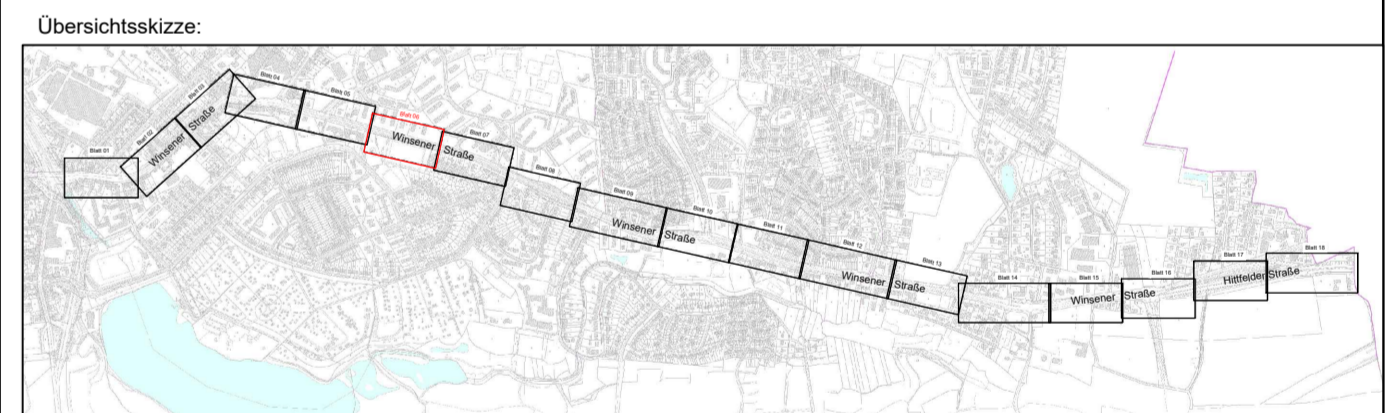 Übersichtsskizze:
Blatt 01
Blatt 02
Blatt 03
Winsener Straße
Blatt 04
Blatt 05
Blatt 06
Blatt 07
Winsener Straße
Blatt 08
Blatt 09
Blatt 10
Winsener Straße
Blatt 11
Blatt 12
Blatt 13
Winsener Straße
Blatt 14
Blatt 15
Blatt 16
Winsener Straße
Blatt 17
Blatt 18
Hittfelder Straße